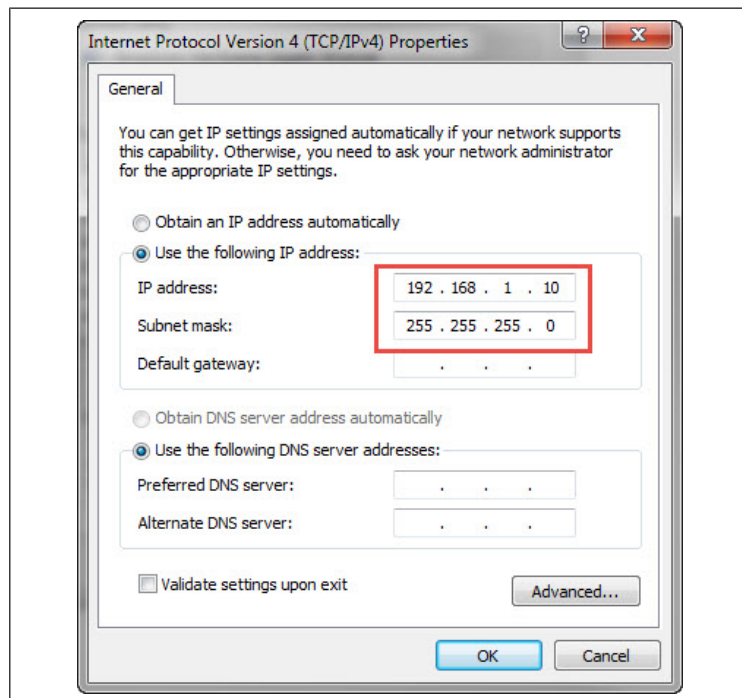 Internet Protocol Version 4 (TCP/IPv4) Properties
? X
General
You can get IP settings assigned automatically if your network supports
this capability. Otherwise, you need to ask your network administrator
for the appropriate IP settings.
Obtain an IP address automatically
Use the following IP address:
IP address: 192 . 168 . 1 . 10
Subnet mask: 255 . 255 . 255 . 0
Default gateway: . . .
Obtain DNS server address automatically
Use the following DNS server addresses:
Preferred DNS server: . . .
Alternate DNS server: . . .
Validate settings upon exit
Advanced...
OK Cancel